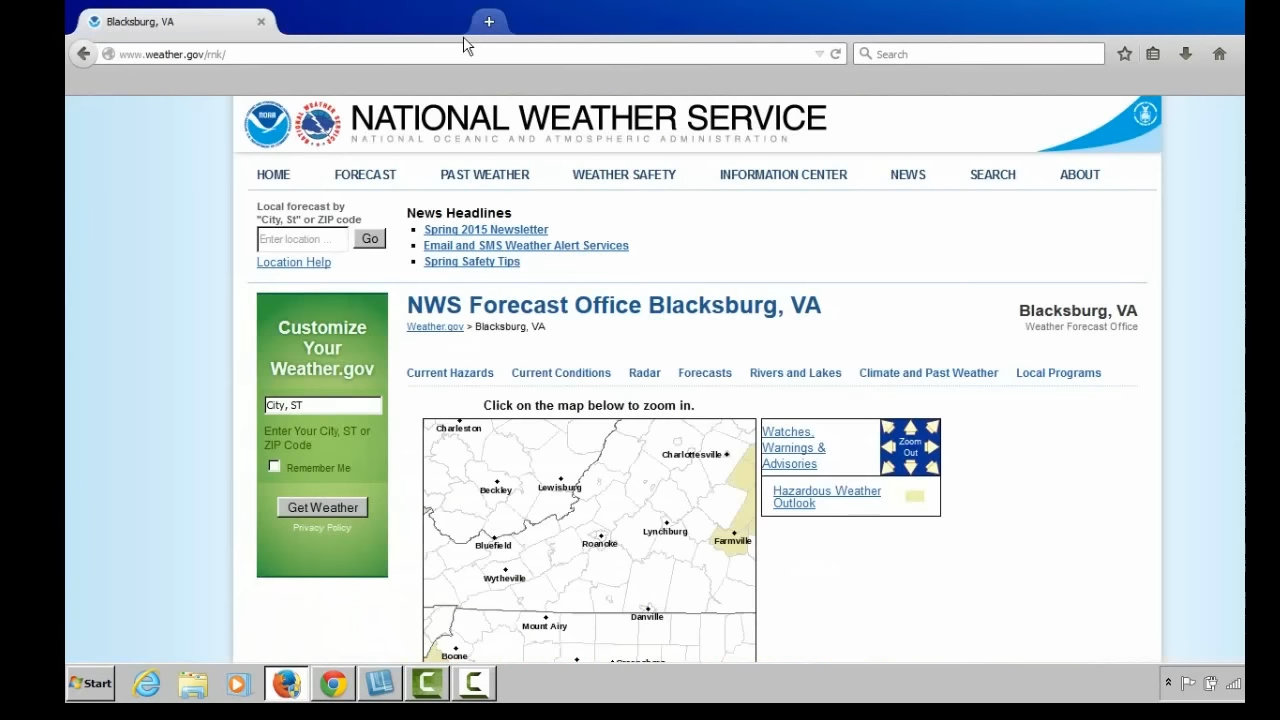 Blacksburg, VA
www.weather.gov/rnk/
Search
NATIONAL WEATHER SERVICE
NATIONAL OCEANIC AND ATMOSPHERIC ADMINISTRATION
HOME FORECAST PAST WEATHER WEATHER SAFETY INFORMATION CENTER NEWS SEARCH ABOUT
Local forecast by
"City, St" or ZIP code
Enter location ...
Go
Location Help
News Headlines
Spring 2015 Newsletter
Email and SMS Weather Alert Services
Spring Safety Tips
Customize
Your
Weather.gov
City, ST
Enter Your City, ST or
ZIP Code
Remember Me
Get Weather
Privacy Policy
NWS Forecast Office Blacksburg, VA
Weather.gov > Blacksburg, VA
Blacksburg, VA
Weather Forecast Office
Current Hazards Current Conditions Radar Forecasts Rivers and Lakes Climate and Past Weather Local Programs
Click on the map below to zoom in.
Charleston
Charlottesville
Beckley
Lewisburg
Lynchburg
Bluefield
Roanoke
Farmville
Wytheville
Danville
Mount Airy
Boone
Watches,
Warnings &
Advisories
Zoom
Out
Hazardous Weather
Outlook
Start